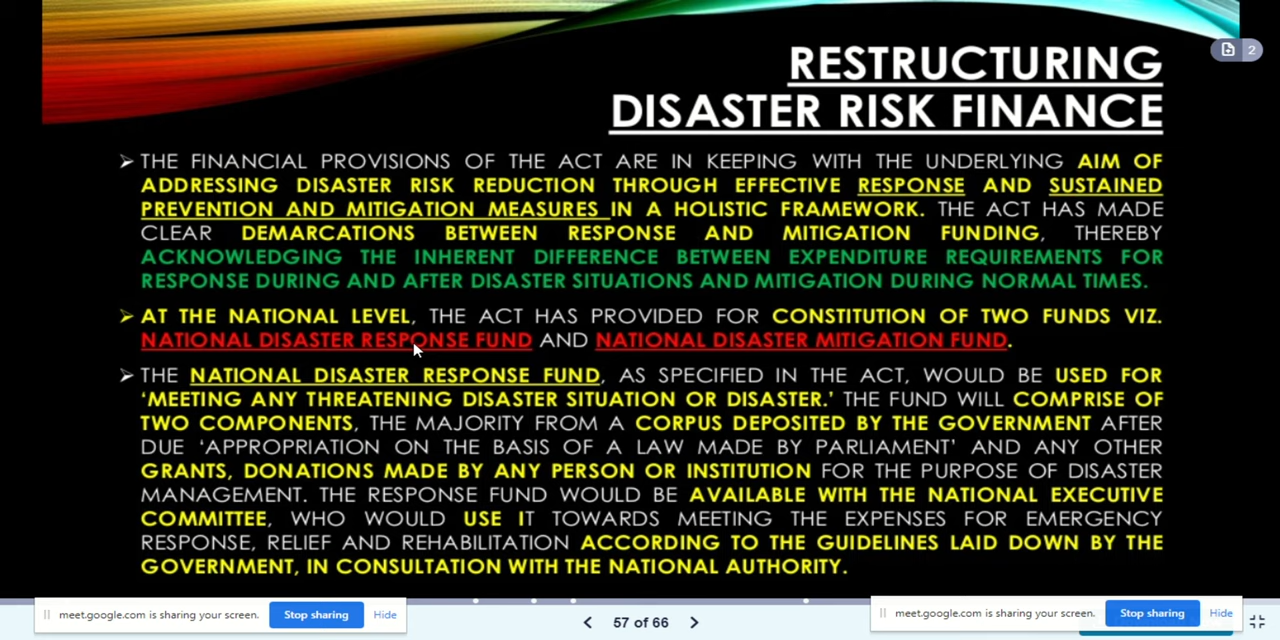 2
RESTRUCTURING
DISASTER RISK FINANCE
THE FINANCIAL PROVISIONS OF THE ACT ARE IN KEEPING WITH THE UNDERLYING AIM OF
ADDRESSING DISASTER RISK REDUCTION THROUGH EFFECTIVE RESPONSE AND SUSTAINED
PREVENTION AND MITIGATION MEASURES IN A HOLISTIC FRAMEWORK. THE ACT HAS MADE
CLEAR DEMARCATIONS BETWEEN RESPONSE AND MITIGATION FUNDING, THEREBY
ACKNOWLEDGING THE INHERENT DIFFERENCE BETWEEN EXPENDITURE REQUIREMENTS FOR
RESPONSE DURING AND AFTER DISASTER SITUATIONS AND MITIGATION DURING NORMAL TIMES.
AT THE NATIONAL LEVEL, THE ACT HAS PROVIDED FOR CONSTITUTION OF TWO FUNDS VIZ.
NATIONAL DISASTER RESPONSE FUND AND NATIONAL DISASTER MITIGATION FUND.
THE NATIONAL DISASTER RESPONSE FUND, AS SPECIFIED IN THE ACT, WOULD BE USED FOR
‘MEETING ANY THREATENING DISASTER SITUATION OR DISASTER.’ THE FUND WILL COMPRISE OF
TWO COMPONENTS, THE MAJORITY FROM A CORPUS DEPOSITED BY THE GOVERNMENT AFTER
DUE ‘APPROPRIATION ON THE BASIS OF A LAW MADE BY PARLIAMENT’ AND ANY OTHER
GRANTS, DONATIONS MADE BY ANY PERSON OR INSTITUTION FOR THE PURPOSE OF DISASTER
MANAGEMENT. THE RESPONSE FUND WOULD BE AVAILABLE WITH THE NATIONAL EXECUTIVE
COMMITTEE, WHO WOULD USE IT TOWARDS MEETING THE EXPENSES FOR EMERGENCY
RESPONSE, RELIEF AND REHABILITATION ACCORDING TO THE GUIDELINES LAID DOWN BY THE
GOVERNMENT, IN CONSULTATION WITH THE NATIONAL AUTHORITY.
meet.google.com is sharing your screen. Stop sharing Hide
57 of 66
meet.google.com is sharing your screen. Stop sharing Hide